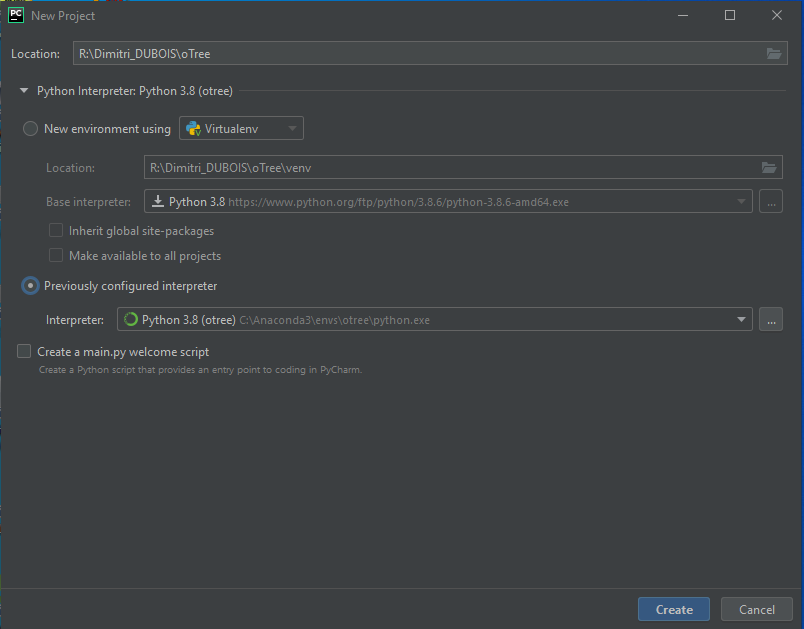 PC New Project
Location: R:\Dimitri_DUBOIS\oTree
Python Interpreter: Python 3.8 (otree)
New environment using Virtualenv
Location: R:\Dimitri_DUBOIS\oTree\venv
Base interpreter: Python 3.8 https://www.python.org/ftp/python/3.8.6/python-3.8.6-amd64.exe ...
Inherit global site-packages
Make available to all projects
Previously configured interpreter
Interpreter: Python 3.8 (otree) C:\Anaconda3\envs\otree\python.exe ...
Create a main.py welcome script
Create a Python script that provides an entry point to coding in PyCharm.
Create Cancel